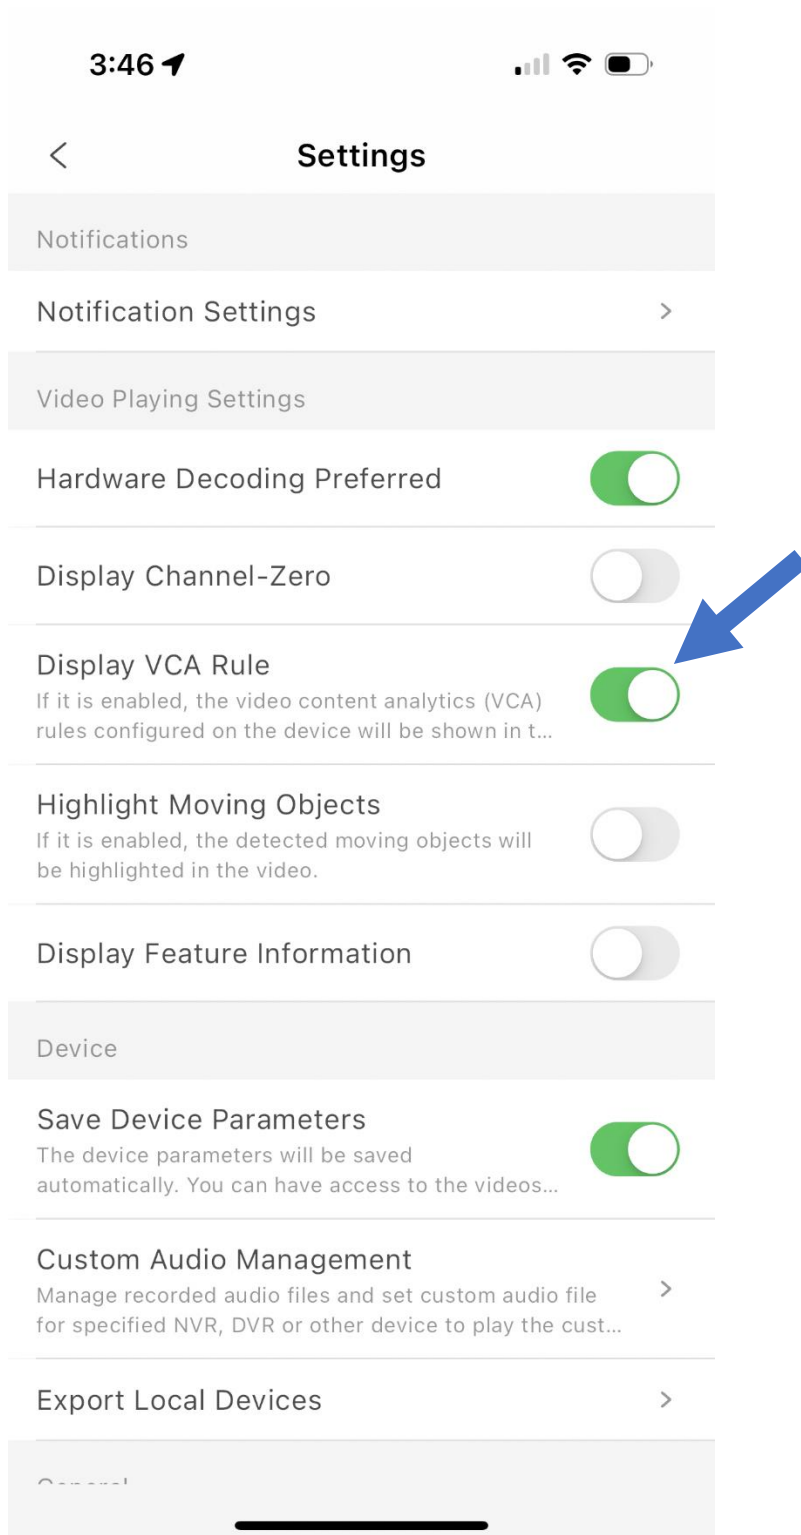 3:46
Settings
Notifications
Notification Settings
Video Playing Settings
Hardware Decoding Preferred
Display Channel-Zero
Display VCA Rule
If it is enabled, the video content analytics (VCA)
rules configured on the device will be shown in t...
Highlight Moving Objects
If it is enabled, the detected moving objects will
be highlighted in the video.
Display Feature Information
Device
Save Device Parameters
The device parameters will be saved
automatically. You can have access to the videos...
Custom Audio Management
Manage recorded audio files and set custom audio file
for specified NVR, DVR or other device to play the cust...
Export Local Devices